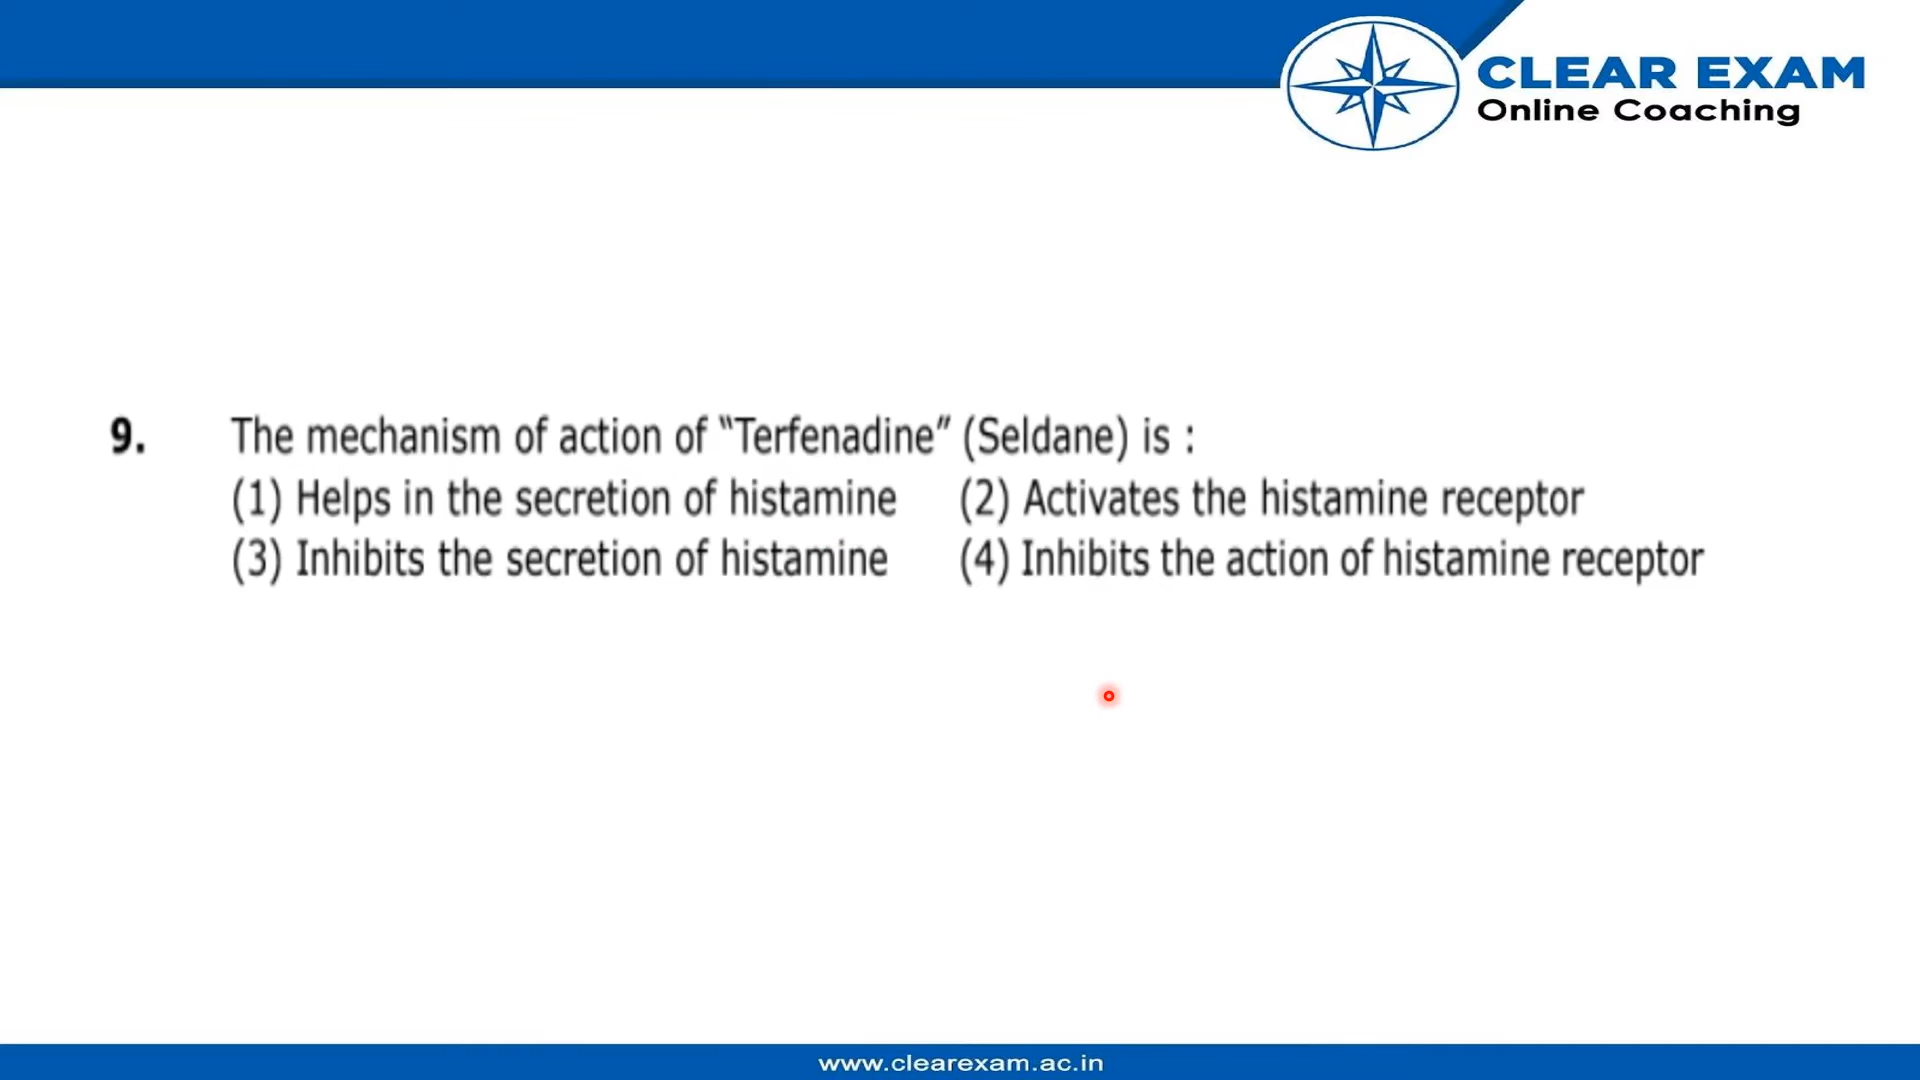 CLEAR EXAM
Online Coaching
9. The mechanism of action of “Terfenadine” (Seldane) is :
(1) Helps in the secretion of histamine (2) Activates the histamine receptor
(3) Inhibits the secretion of histamine (4) Inhibits the action of histamine receptor
www.clearexam.ac.in